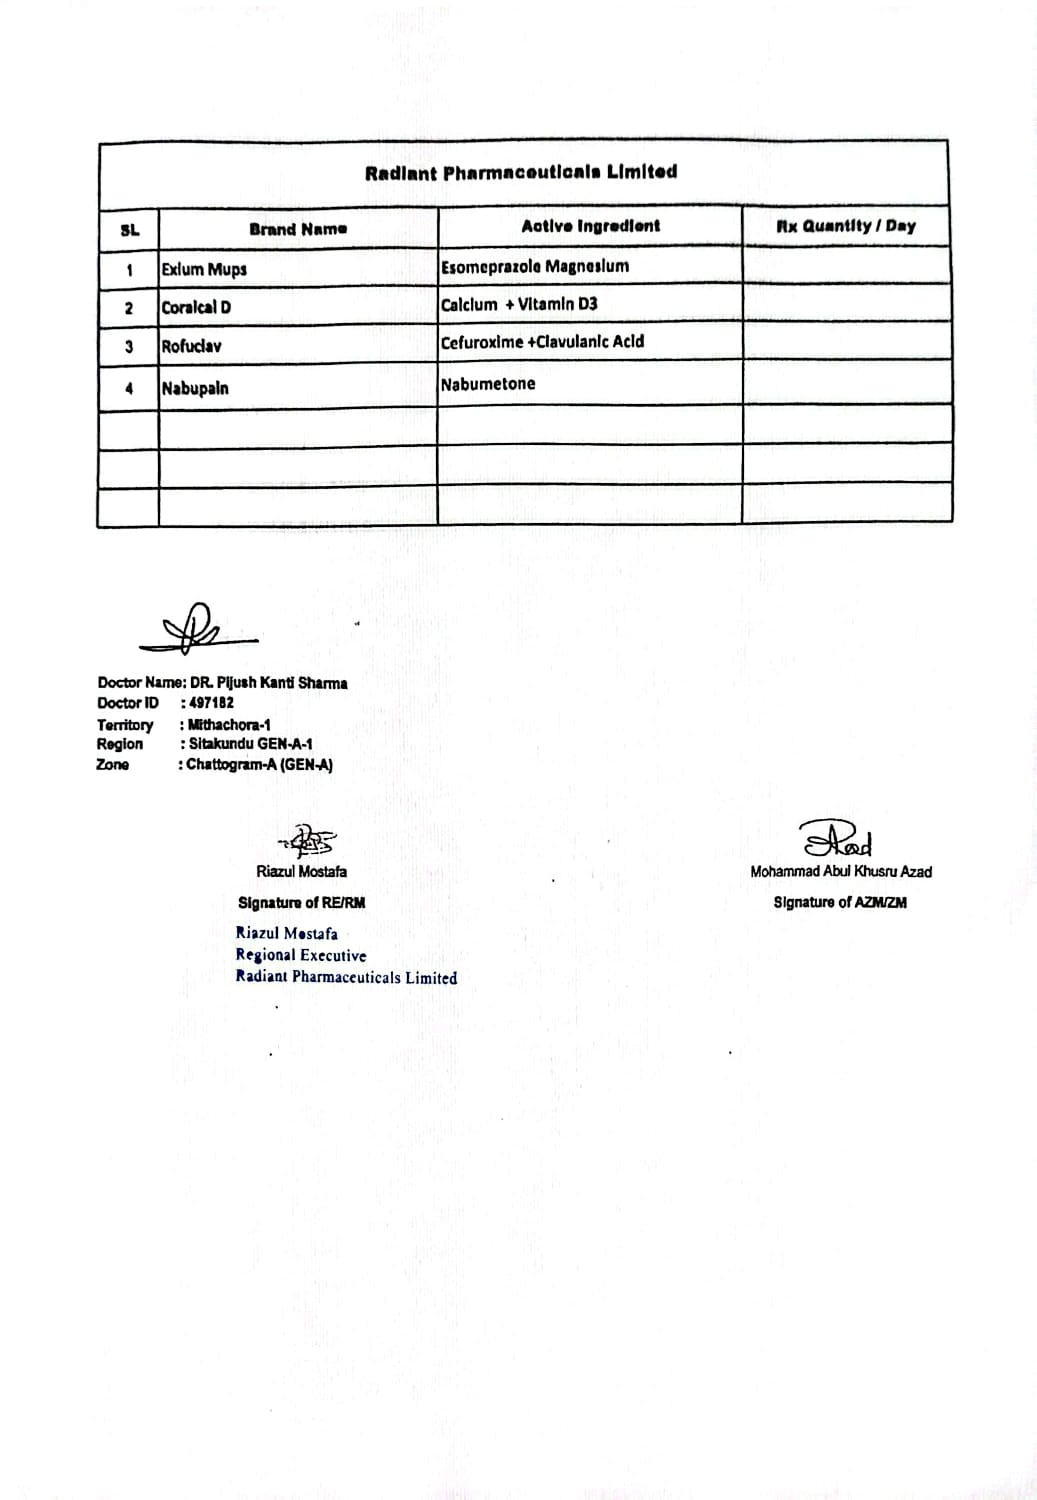 Radiant Pharmaceuticals Limited
SL Brand Name Active Ingredient Rx Quantity / Day
1 Exium Mups Esomeprazole Magnesium
2 Coralcal D Calcium + Vitamin D3
3 Rofuclav Cefuroxime +Clavulanic Acid
4 Nabupain Nabumetone
Doctor Name: DR. Pijush Kanti Sharma
Doctor ID : 497182
Territory : Mithachora-1
Region : Sitakundu GEN-A-1
Zone : Chattogram-A (GEN-A)
Azad
Riazul Mostafa Mohammad Abul Khusru Azad
Signature of RE/RM Signature of AZM/ZM
Riazul Mostafa
Regional Executive
Radiant Pharmaceuticals Limited